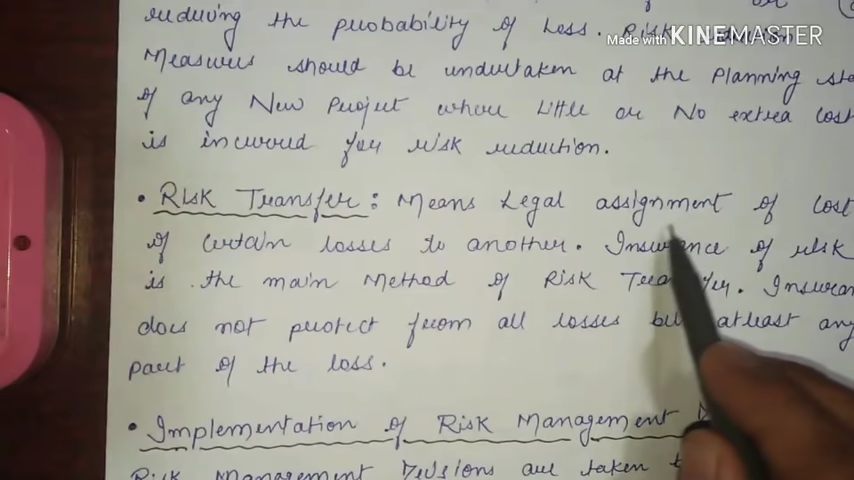 reducing the probability of Loss. Risk
Made with KINEMASTER
Measures should be undertaken at the Planning
of any New Project where Little or No extra cost
is incurred for risk reduction.
• Risk Transfer: Means Legal assignment of cost
of certain losses to another. Insurance of risk
is the main Method of Risk Transfer.
does not protect from all losses but atleast any
part of the loss.
• Implementation of Risk Management
Risk Management Decisions are taken